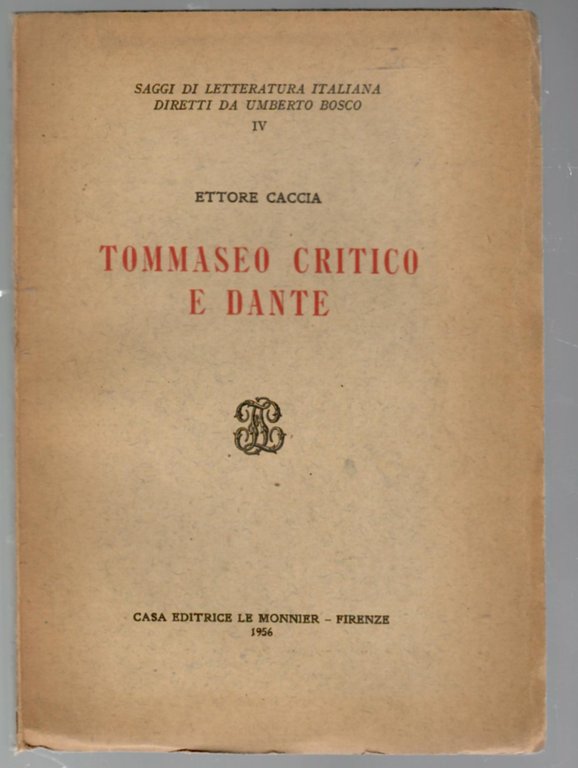 SAGGI DI LETTERATURA ITALIANA
DIRETTI DA UMBERTO BOSCO
IV
ETTORE CACCIA
TOMMASEO CRITICO
E DANTE
CASA EDITRICE LE MONNIER – FIRENZE
1956